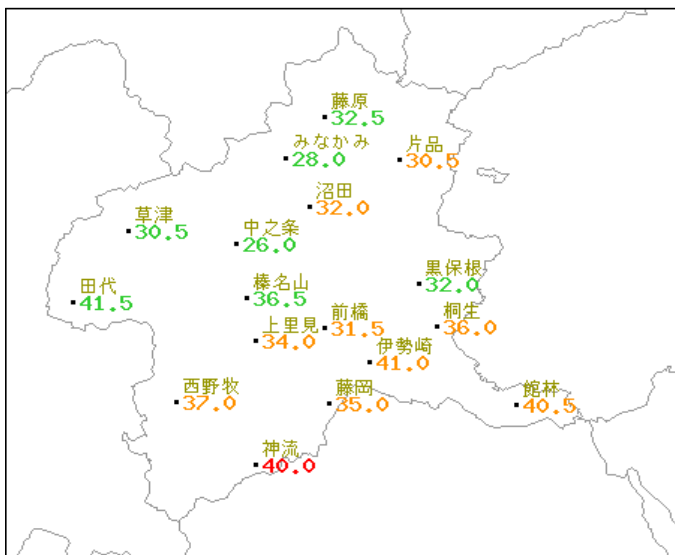 藤原
32.5
みなかみ
28.0
片品
30.5
沼田
32.0
草津
30.5
中之条
26.0
田代
41.5
榛名山
36.5
黒保根
32.0
前橋
31.5
桐生
36.0
上里見
34.0
伊勢崎
41.0
西野牧
37.0
藤岡
35.0
館林
40.5
神流
40.0